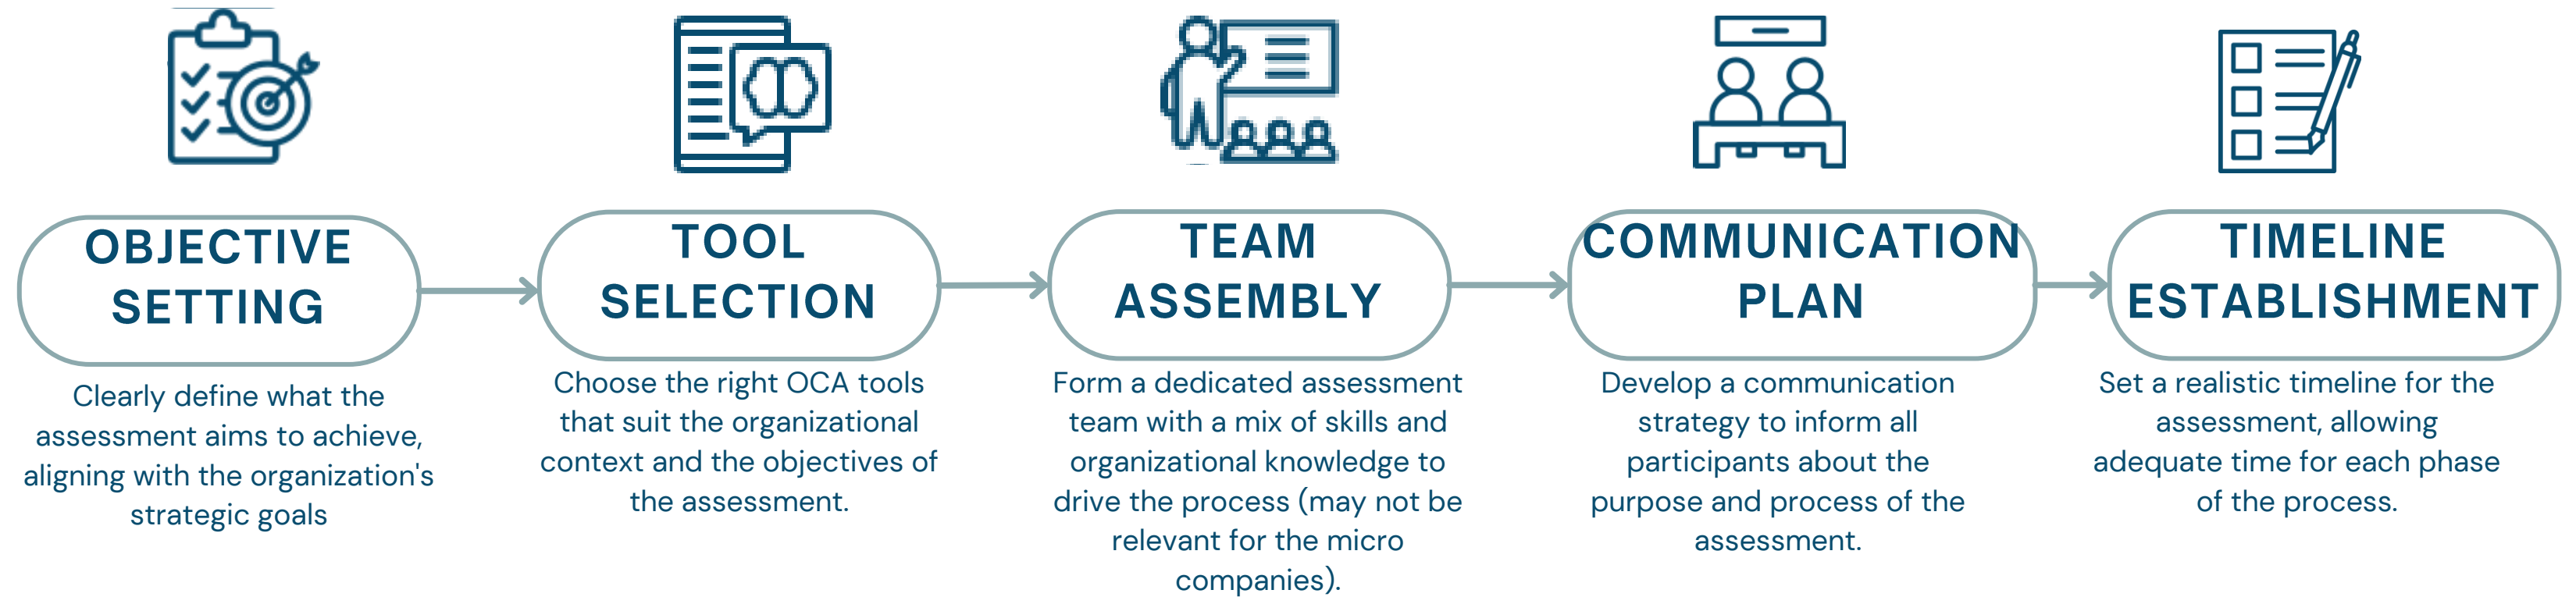 OBJECTIVE
SETTING
Clearly define what the
assessment aims to achieve,
aligning with the organization's
strategic goals
TOOL
SELECTION
Choose the right OCA tools
that suit the organizational
context and the objectives of
the assessment.
TEAM
ASSEMBLY
Form a dedicated assessment
team with a mix of skills and
organizational knowledge to
drive the process (may not be
relevant for the micro
companies).
COMMUNICATION
PLAN
Develop a communication
strategy to inform all
participants about the
purpose and process of the
assessment.
TIMELINE
ESTABLISHMENT
Set a realistic timeline for the
assessment, allowing
adequate time for each phase
of the process.